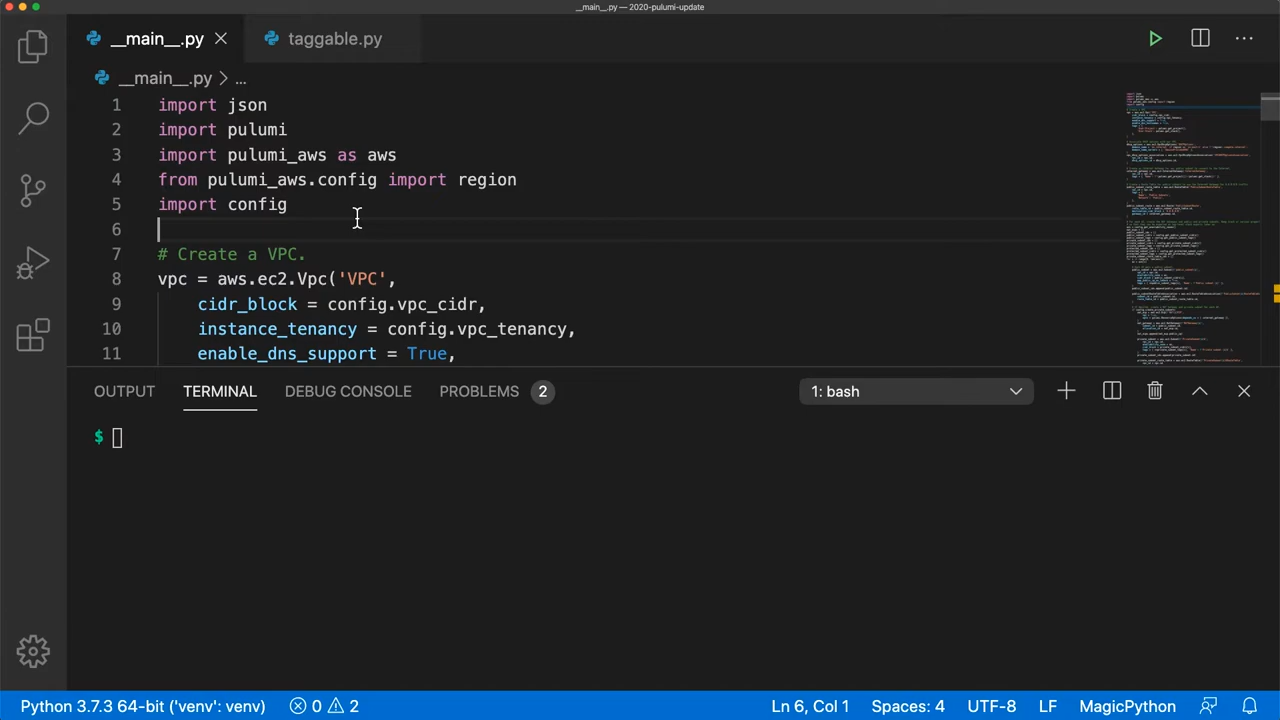 __main__.py — 2020-pulumi-update
__main__.py
taggable.py
__main__.py > ...
1 import json
2 import pulumi
3 import pulumi_aws as aws
4 from pulumi_aws.config import region
5 import config
6
7 # Create a VPC.
8 vpc = aws.ec2.Vpc('VPC',
9 cidr_block = config.vpc_cidr,
10 instance_tenancy = config.vpc_tenancy,
11 enable_dns_support = True,
OUTPUT TERMINAL DEBUG CONSOLE PROBLEMS 2 1: bash
$
Python 3.7.3 64-bit ('venv': venv) 0 2 Ln 6, Col 1 Spaces: 4 UTF-8 LF MagicPython